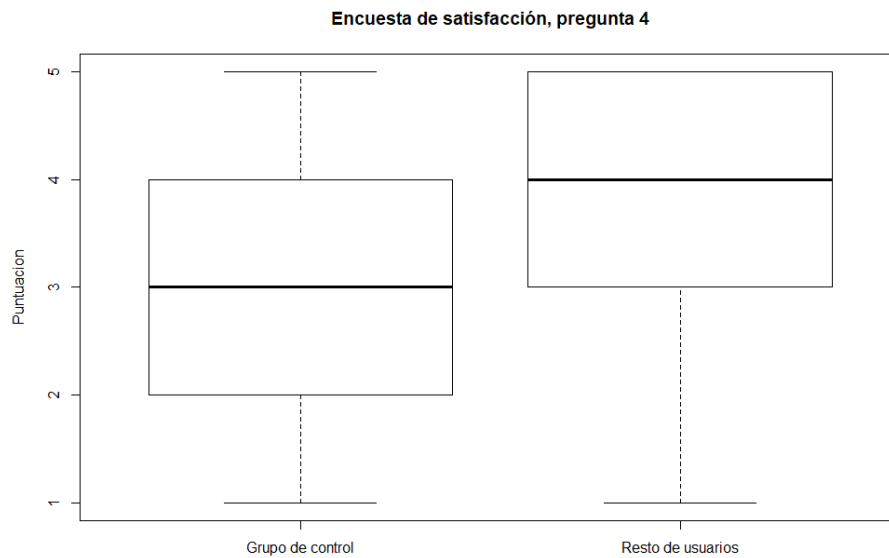 Encuesta de satisfacción, pregunta 4
Puntuacion
5
4
3
2
1
Grupo de control
Resto de usuarios